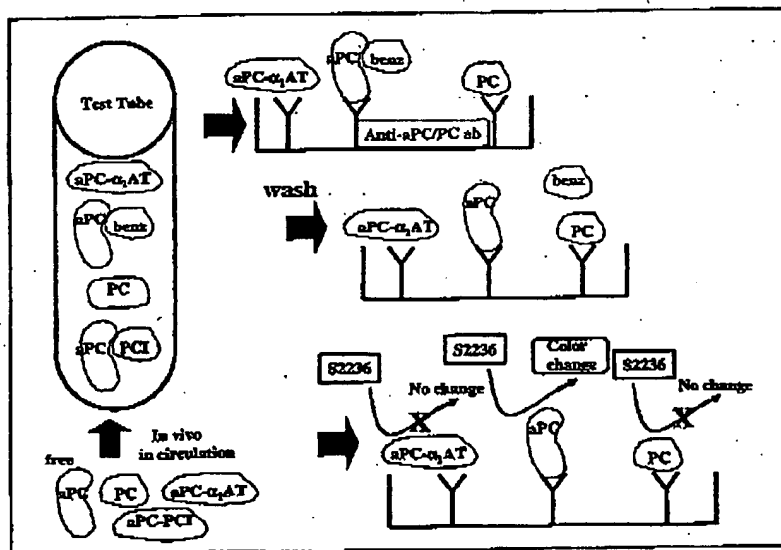 Test Tube
aPC-α₁AT
aPC
benz
PC
aPC
PCI
In vivo
in circulation
free
aPC
PC
aPC-α₁AT
aPC-PCI
aPC-α₁AT
aPC
benz
PC
Anti-aPC/PC ab
wash
aPC-α₁AT
aPC
benz
PC
S2236
No change
X
aPC-α₁AT
S2236
Color
change
aPC
S2236
No change
X
PC